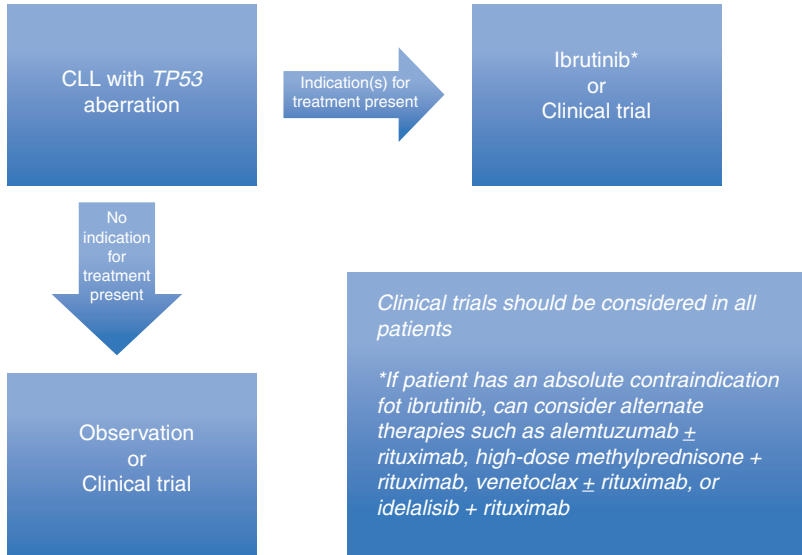 CLL with TP53
aberration
Indication(s) for
treatment present
Ibrutinib*
or
Clinical trial
No
indication
for
treatment
present
Observation
or
Clinical trial
Clinical trials should be considered in all
patients
*If patient has an absolute contraindication
fot ibrutinib, can consider alternate
therapies such as alemtuzumab ±
rituximab, high-dose methylprednisone +
rituximab, venetoclax ± rituximab, or
idelalisib + rituximab